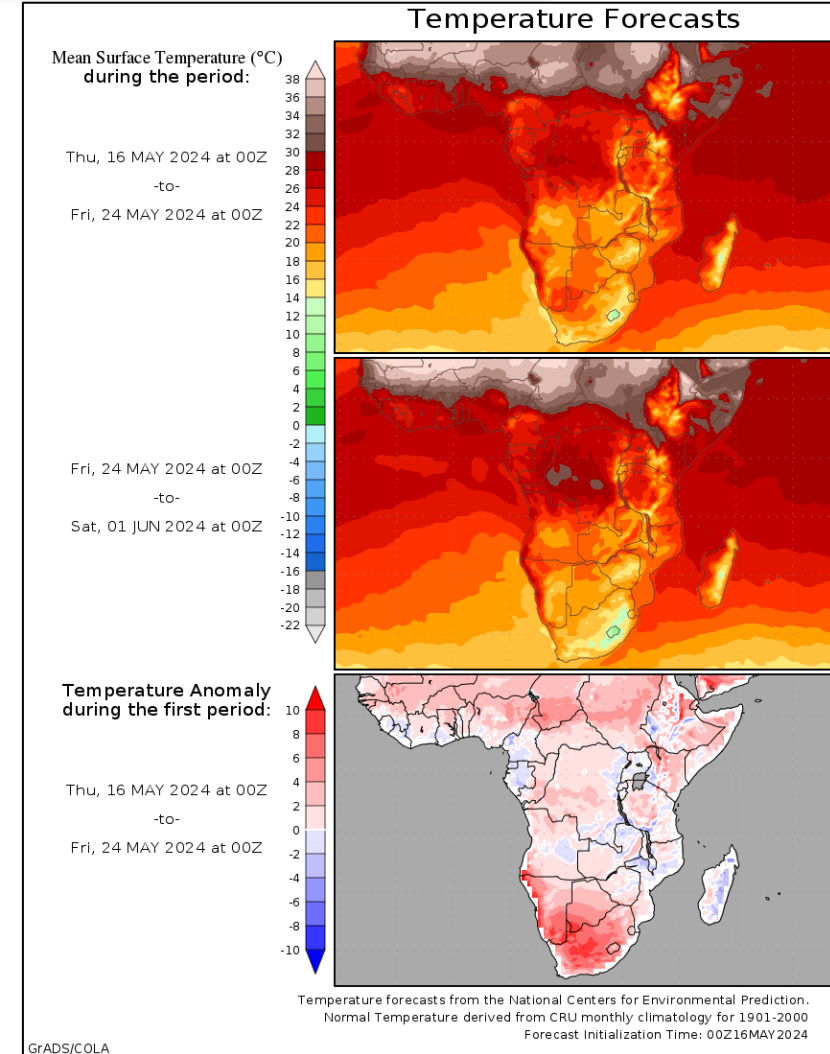 Temperature Forecasts
Mean Surface Temperature (°C)
during the period:
38
36
34
32
30
28
26
24
22
20
18
16
14
12
10
8
6
4
2
0
-2
-4
-6
-8
-10
-12
-14
-16
-18
-20
-22
Thu, 16 MAY 2024 at 00Z
-to-
Fri, 24 MAY 2024 at 00Z
Fri, 24 MAY 2024 at 00Z
-to-
Sat, 01 JUN 2024 at 00Z
Temperature Anomaly
during the first period:
10
8
6
4
2
0
-2
-4
-6
-8
-10
Thu, 16 MAY 2024 at 00Z
-to-
Fri, 24 MAY 2024 at 00Z
Temperature forecasts from the National Centers for Environmental Prediction.
Normal Temperature derived from CRU monthly climatology for 1901-2000
Forecast Initialization Time: 00Z16MAY2024
GrADS/COLA